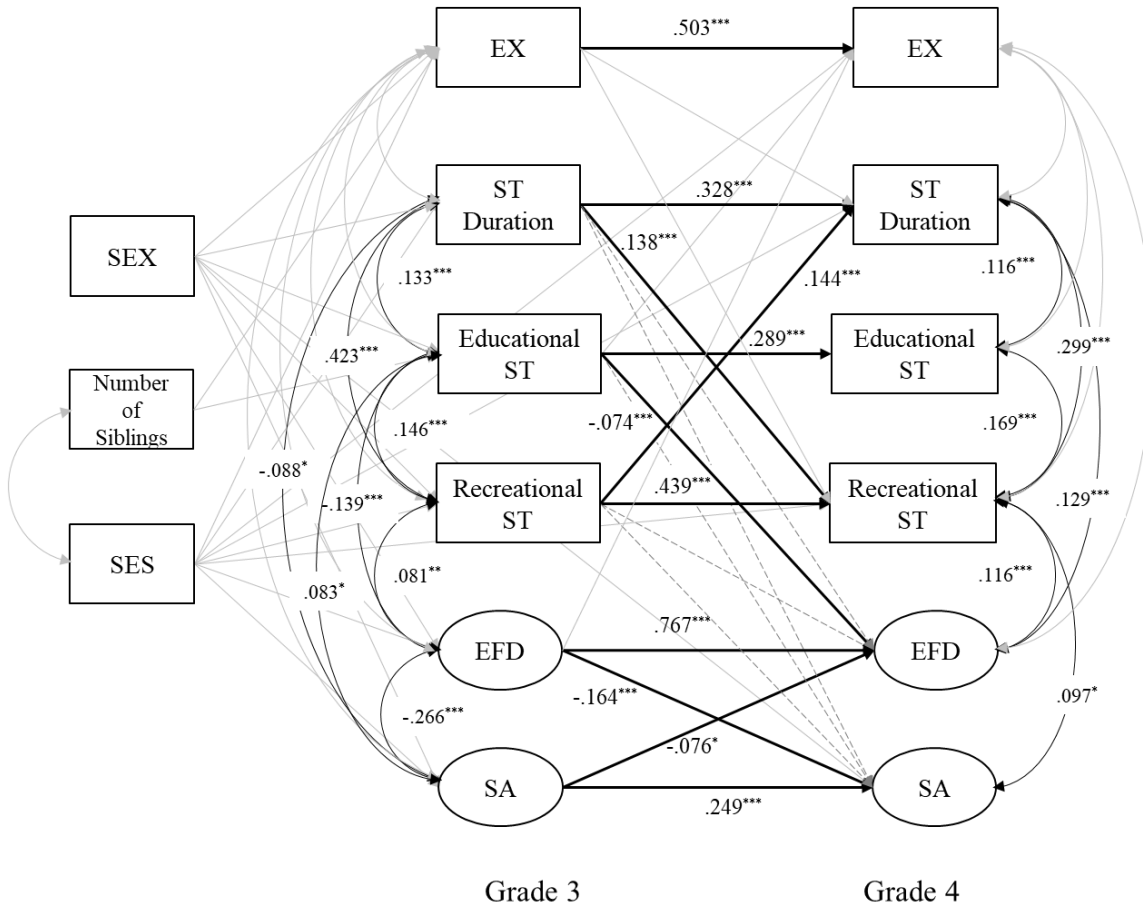 .503***
EX
EX
ST
Duration
.328***
ST
Duration
SEX
.138***
.133***
.144***
.116***
Educational
ST
.289***
Educational
ST
.423***
.299***
Number
of
Siblings
.146***
-.074***
.169***
-.088*
-.139***
Recreational
ST
.439***
Recreational
ST
.129***
SES
.083*
.081**
.116***
.767***
EFD
EFD
-.164***
.097*
-.266***
-.076*
SA
SA
.249***
Grade 3
Grade 4